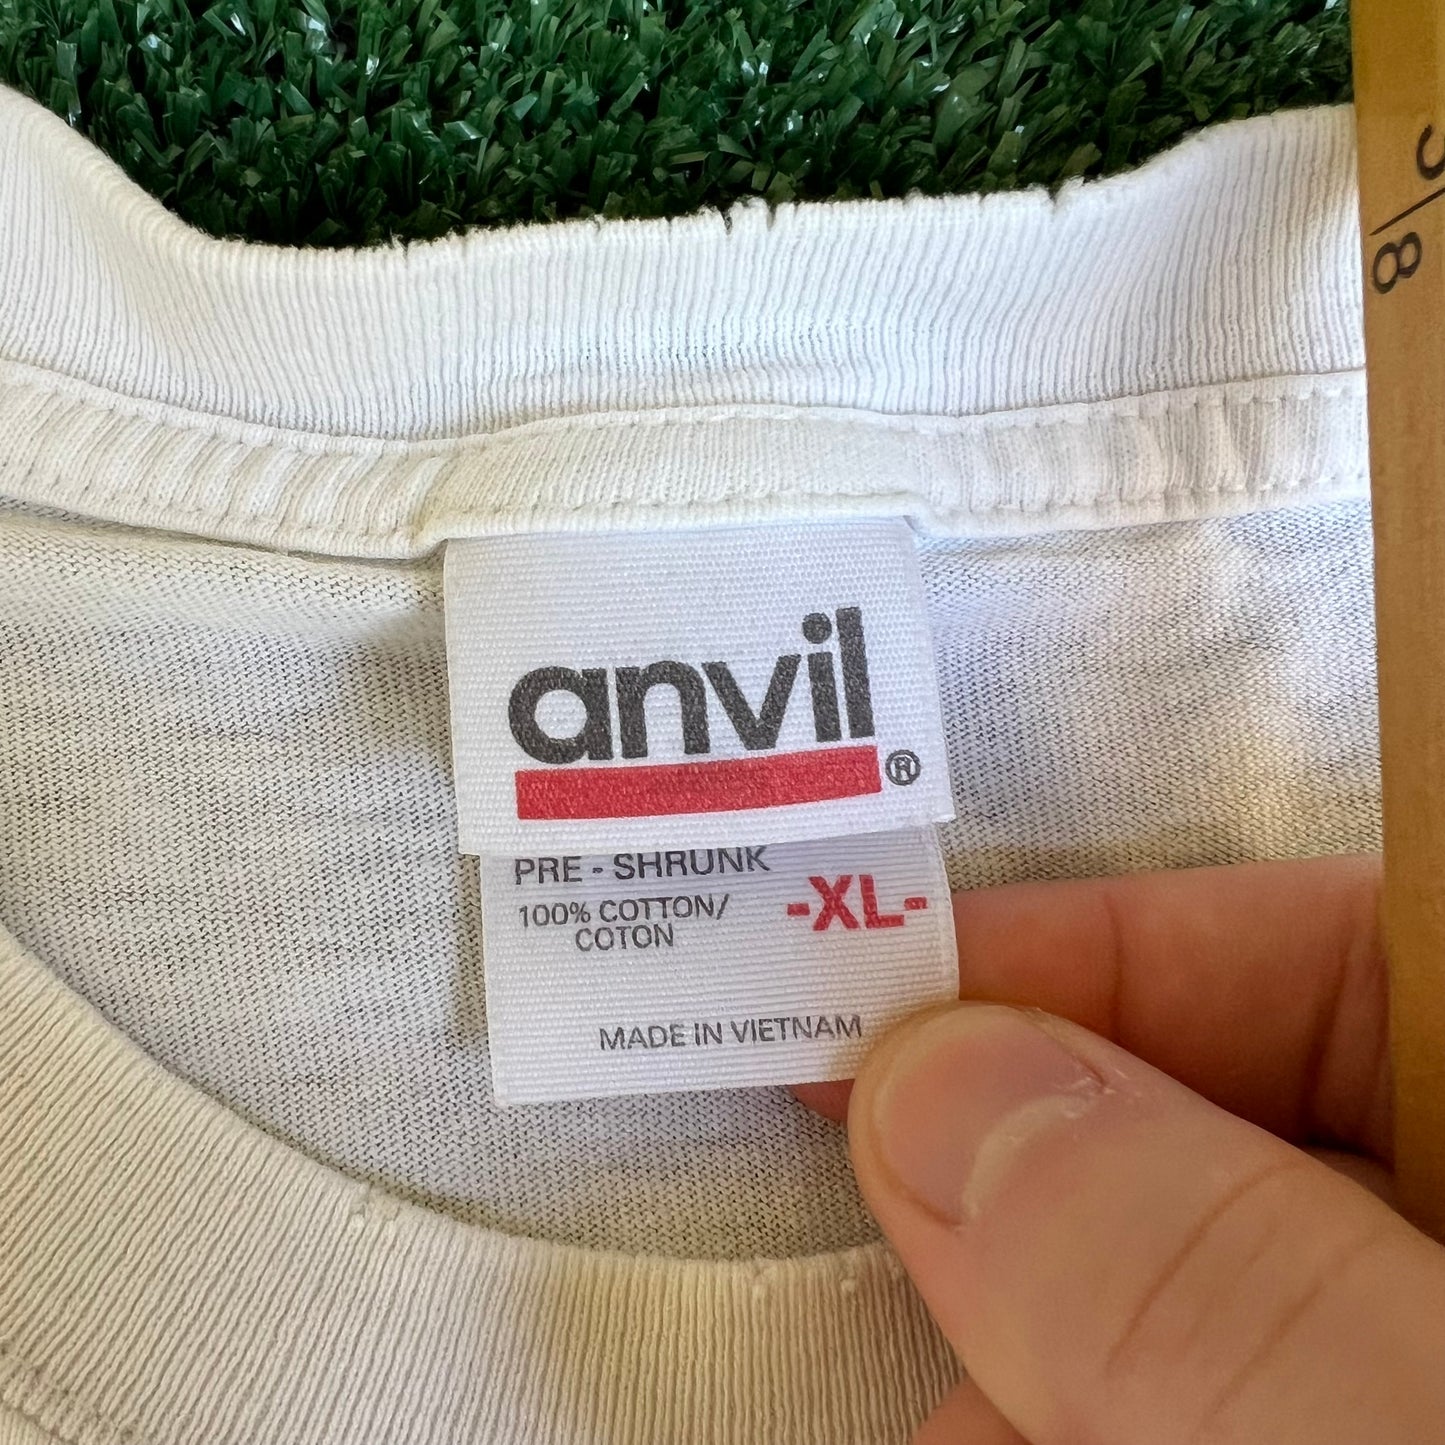 anvil®
PRE - SHRUNK
100% COTTON/
COTON
-XL-
MADE IN VIETNAM
8